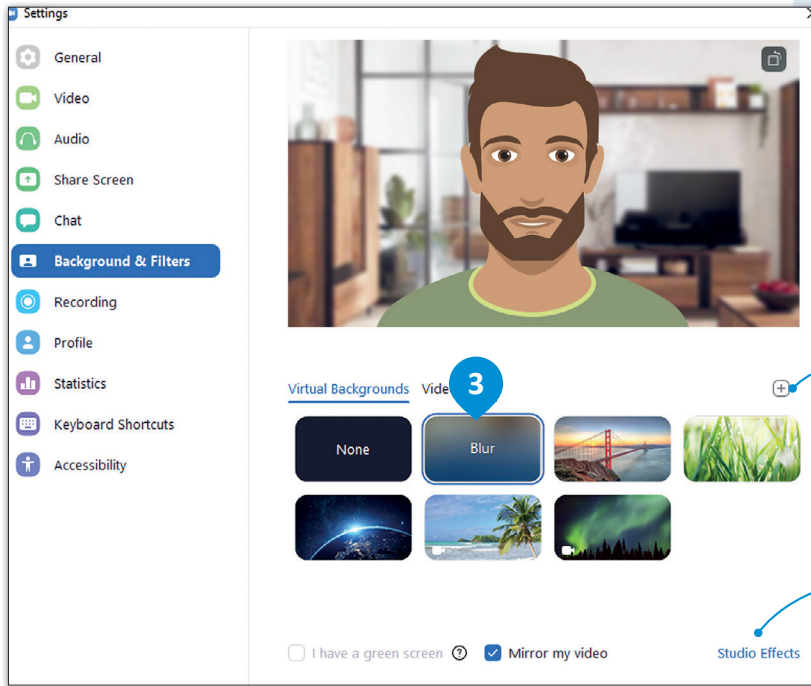 Settings
General
Video
Audio
Share Screen
Chat
Background & Filters
Recording
Profile
Statistics
Keyboard Shortcuts
Accessibility
Virtual Backgrounds
3
None
Blur
I have a green screen ?
Mirror my video
Studio Effects